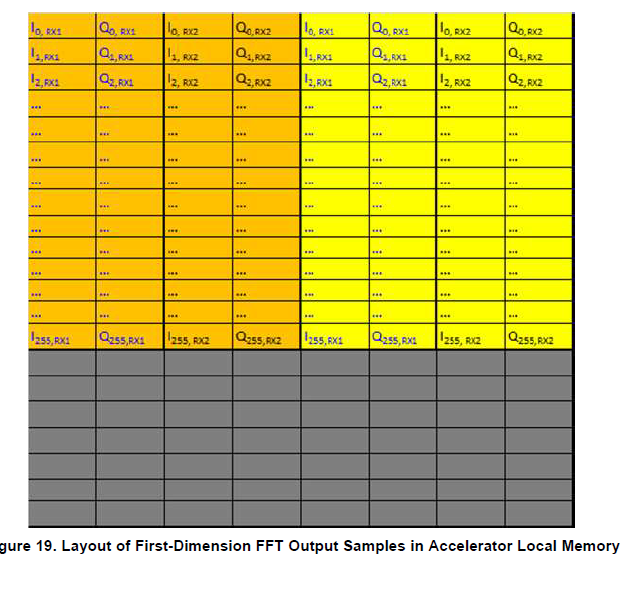 I0, RX1 Q0, RX1 I0, RX2 Q0,RX2 I0, RX1 Q0, RX1 I0, RX2 Q0,RX2
I1,RX1 Q1,RX1 I1, RX2 Q1,RX2 I1,RX1 Q1,RX1 I1, RX2 Q1,RX2
I2,RX1 Q2,RX1 I2, RX2 Q2,RX2 I2,RX1 Q2,RX1 I2, RX2 Q2,RX2
... ... ... ... ... ... ... ...
... ... ... ... ... ... ... ...
... ... ... ... ... ... ... ...
... ... ... ... ... ... ... ...
... ... ... ... ... ... ... ...
... ... ... ... ... ... ... ...
... ... ... ... ... ... ... ...
... ... ... ... ... ... ... ...
... ... ... ... ... ... ... ...
... ... ... ... ... ... ... ...
I255,RX1 Q255,RX1 I255, RX2 Q255,RX2 I255,RX1 Q255,RX1 I255, RX2 Q255,RX2
gure 19. Layout of First-Dimension FFT Output Samples in Accelerator Local Memory